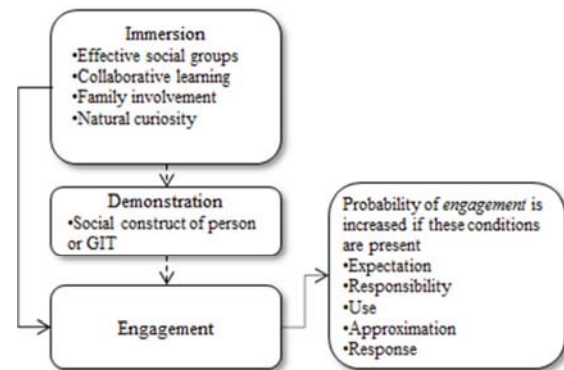 Immersion
•Effective social groups
•Collaborative learning
•Family involvement
•Natural curiosity
Demonstration
•Social construct of person
or GIT
Engagement
Probability of engagement is
increased if these conditions
are present
•Expectation
•Responsibility
•Use
•Approximation
•Response